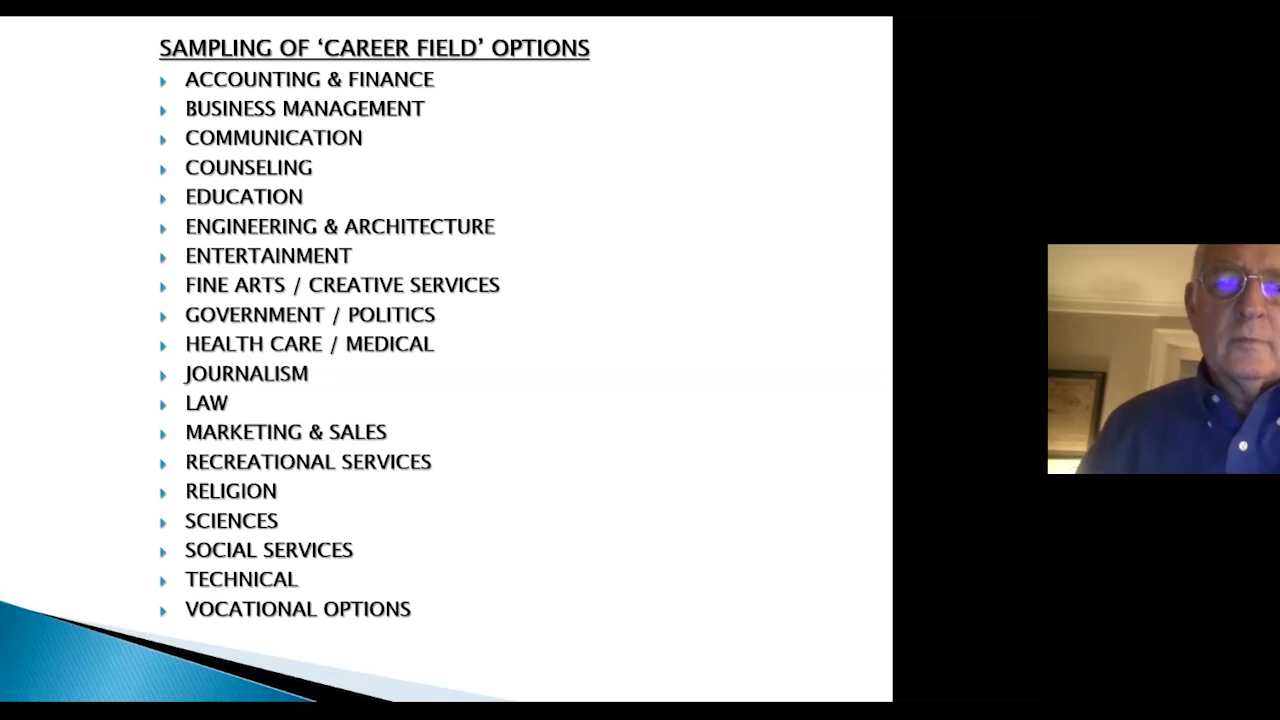 SAMPLING OF ‘CAREER FIELD’ OPTIONS
ACCOUNTING & FINANCE
BUSINESS MANAGEMENT
COMMUNICATION
COUNSELING
EDUCATION
ENGINEERING & ARCHITECTURE
ENTERTAINMENT
FINE ARTS / CREATIVE SERVICES
GOVERNMENT / POLITICS
HEALTH CARE / MEDICAL
JOURNALISM
LAW
MARKETING & SALES
RECREATIONAL SERVICES
RELIGION
SCIENCES
SOCIAL SERVICES
TECHNICAL
VOCATIONAL OPTIONS